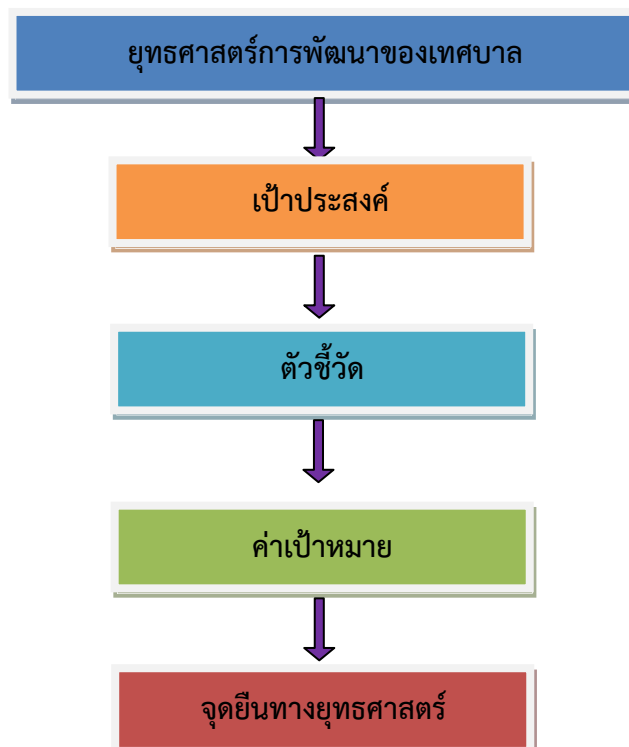 ยุทธศาสตร์การพัฒนาของเทศบาล
เป้าประสงค์
ตัวชี้วัด
ค่าเป้าหมาย
จุดยืนทางยุทธศาสตร์